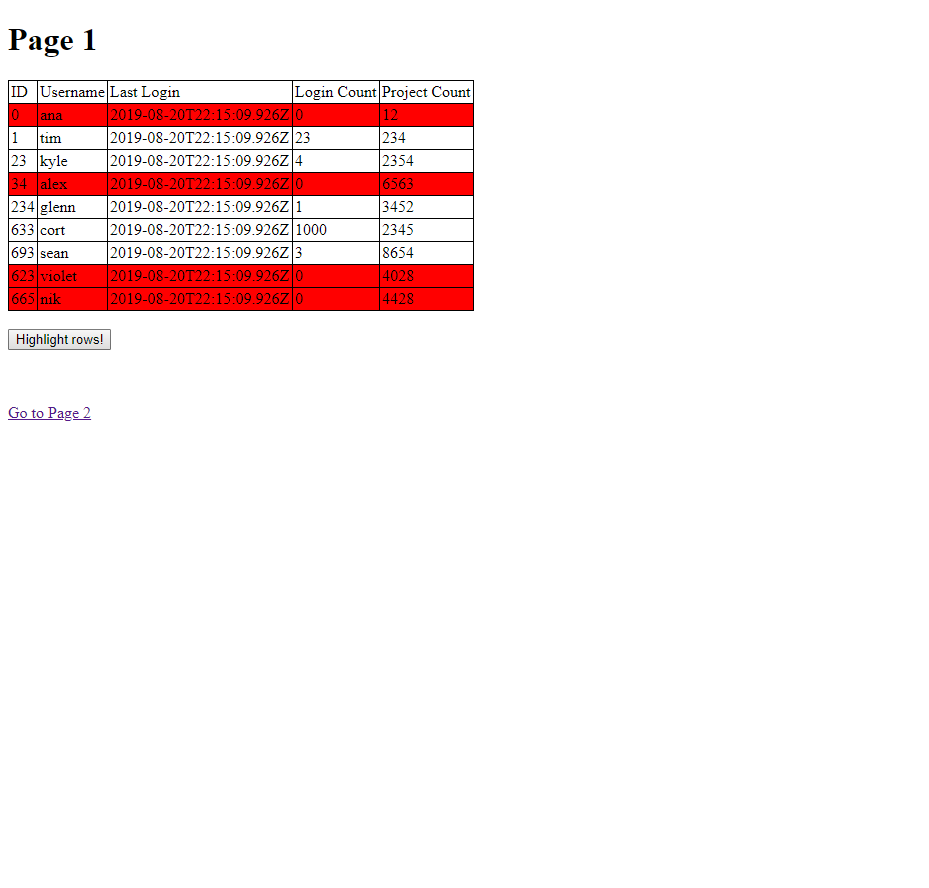 Page 1
ID Username Last Login Login Count Project Count
0 ana 2019-08-20T22:15:09.926Z 0 12
1 tim 2019-08-20T22:15:09.926Z 23 234
23 kyle 2019-08-20T22:15:09.926Z 4 2354
34 alex 2019-08-20T22:15:09.926Z 0 6563
234 glenn 2019-08-20T22:15:09.926Z 1 3452
633 cort 2019-08-20T22:15:09.926Z 1000 2345
693 sean 2019-08-20T22:15:09.926Z 3 8654
623 violet 2019-08-20T22:15:09.926Z 0 4028
665 nik 2019-08-20T22:15:09.926Z 0 4428
Highlight rows!
Go to Page 2